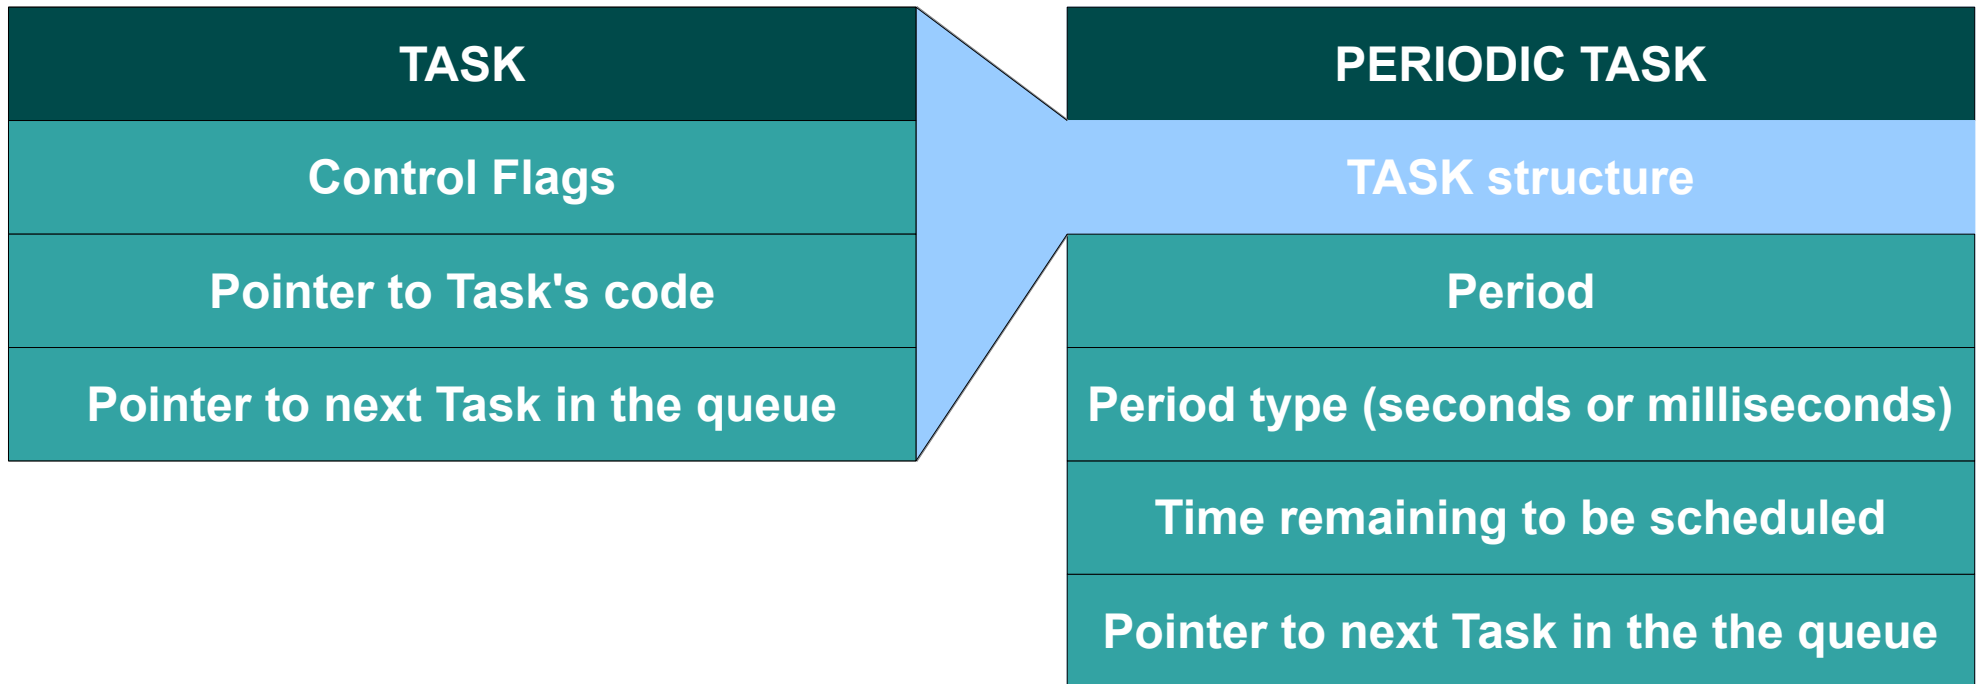 TASK
Control Flags
Pointer to Task's code
Pointer to next Task in the queue
PERIODIC TASK
TASK structure
Period
Period type (seconds or milliseconds)
Time remaining to be scheduled
Pointer to next Task in the the queue